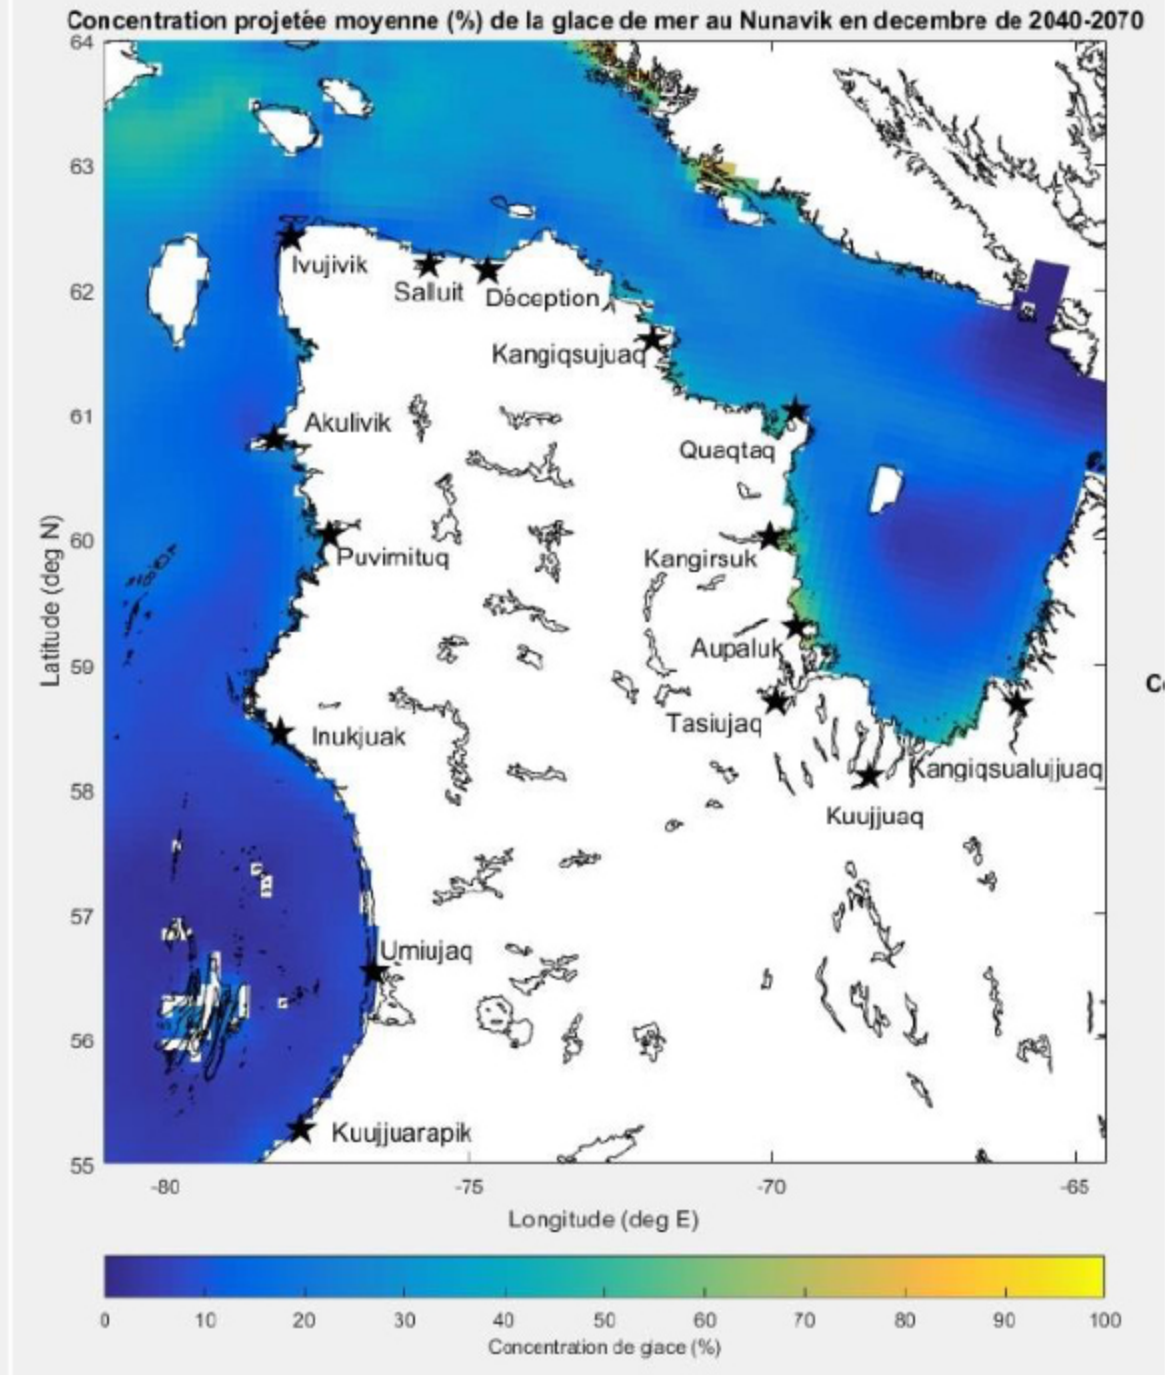 Concentration projetée moyenne (%) de la glace de mer au Nunavik en decembre de 2040-2070
64
63
62
61
60
59
58
57
56
55
Latitude (deg N)
Ivujivik
Salluit
Déception
Kangiqsujuaq
Akulivik
Quaqtaq
Puvirnituq
Kangirsuk
Aupaluk
Tasiujaq
Inukjuak
Kangiqsualujjuaq
Kuujjuaq
Umiujaq
Kuujjuarapik
-80 -75 -70 -65
Longitude (deg E)
0 10 20 30 40 50 60 70 80 90 100
Concentration de glace (%)